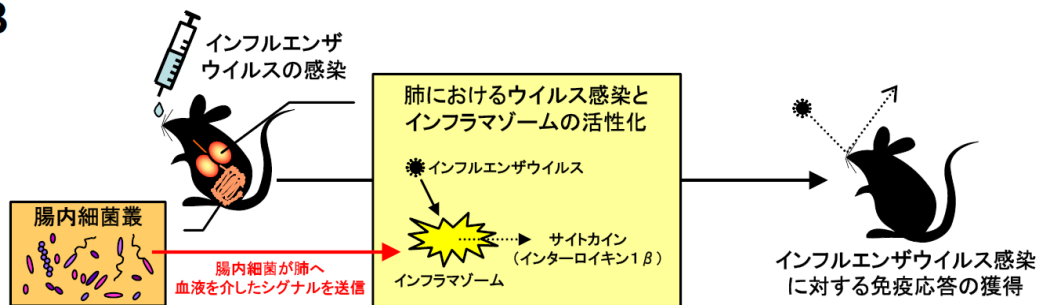 B
インフルエンザ
ウイルスの感染
肺におけるウイルス感染と
インフラマゾームの活性化
インフルエンザウイルス
サイトカイン
(インターロイキン1β)
インフラマゾーム
腸内細菌叢
腸内細菌が肺へ
血液を介したシグナルを送信
インフルエンザウイルス感染
に対する免疫応答の獲得